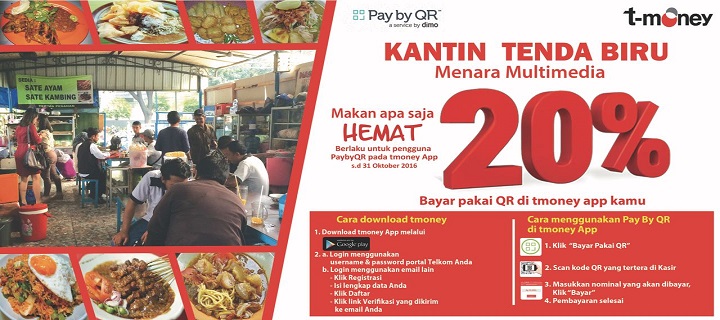 SEDIA :
SATE AYAM
SATE KAMBING
Pay by QR™
a service by dimo
t-money
KANTIN TENDA BIRU
Menara Multimedia
Makan apa saja
HEMAT
Berlaku untuk pengguna
PaybyQR pada tmoney App
s.d 31 Oktober 2016
20%
Bayar pakai QR di tmoney app kamu
Cara download tmoney
1. Download tmoney App melalui
Google play
2. a. Login menggunakan
username & password portal Telkom Anda
b. Login menggunakan email lain
- Klik Registrasi
- Isi lengkap data Anda
- Klik Daftar
- Klik link Verifikasi yang dikirim
ke email Anda
Cara menggunakan Pay By QR
di tmoney App
1. Klik “Bayar Pakai QR”
2. Scan kode QR yang tertera di Kasir
3. Masukkan nominal yang akan dibayar,
Klik “Bayar”
4. Pembayaran selesai